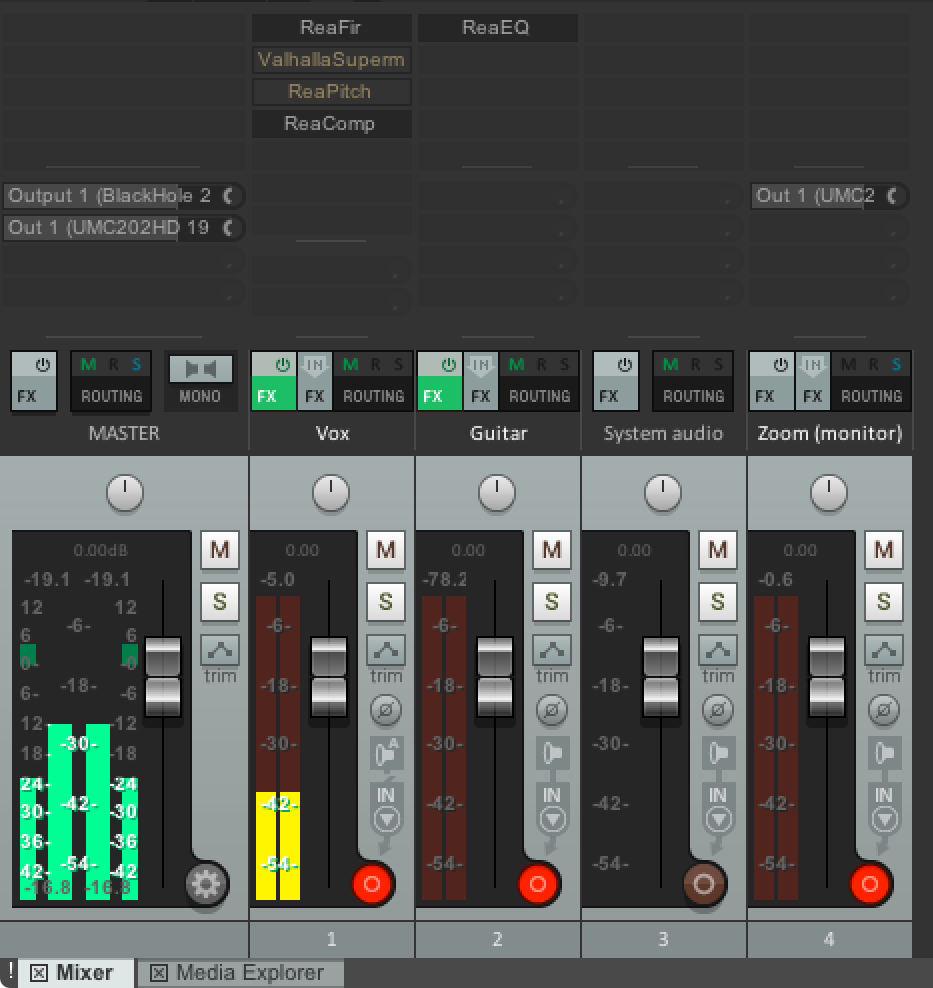 ReaFir ReaEQ
ValhallaSuperm
ReaPitch
ReaComp
Output 1 (BlackHole 2 Out 1 (UMC2
Out 1 (UMC202HD 19
M R S IN M R S IN M R S M R S IN M R S
FX ROUTING MONO FX FX ROUTING FX FX ROUTING FX ROUTING FX FX ROUTING
MASTER Vox Guitar System audio Zoom (monitor)
0.00dB M 0.00 M 0.00 M 0.00 M 0.00 M
-19.1 -19.1 -5.0 -78.2 -9.7 -0.6
12 12 S S S S S
6 -6- 6 -6- -6- -6- -6-
0- -0
trim trim trim trim trim
6- -18- -6 -18- -18- -18- -18-
12- -12
-30- -30- -30- -30- -30-
18- -18 A
24- -24
-42- IN -42- IN -42- IN -42- IN -42-
30- -30
36- -36
-54- -54- -54- -54- -54-
42- -42
-16.8 -16.8
1 2 3 4
! Mixer Media Explorer